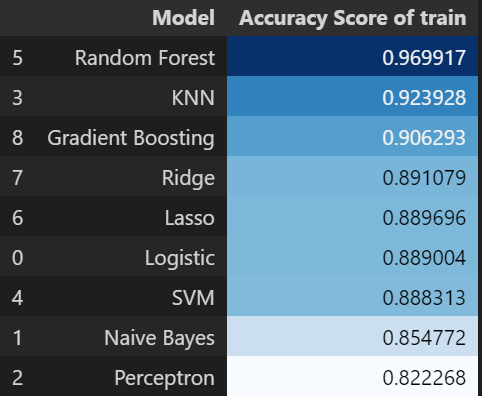 Model Accuracy Score of train
5 Random Forest 0.969917
3 KNN 0.923928
8 Gradient Boosting 0.906293
7 Ridge 0.891079
6 Lasso 0.889696
0 Logistic 0.889004
4 SVM 0.888313
1 Naive Bayes 0.854772
2 Perceptron 0.822268